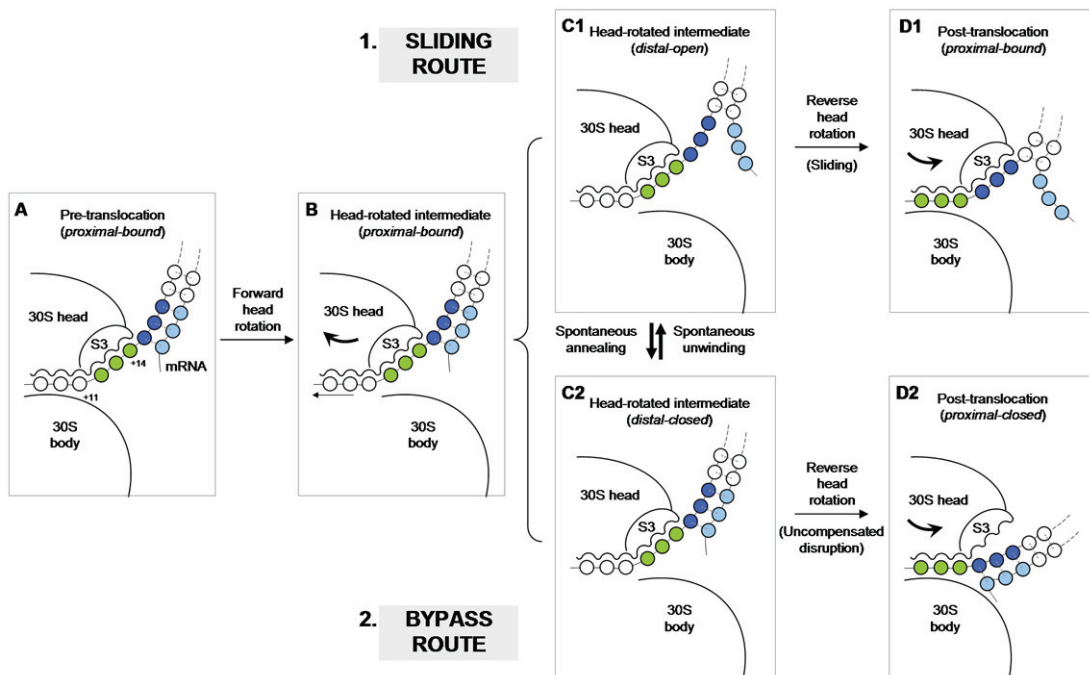 1. SLIDING
ROUTE
C1
Head-rotated intermediate
(distal-open)
30S head
S3
30S
body
Reverse
head
rotation
(Sliding)
D1
Post-translocation
(proximal-bound)
30S head
S3
30S
body
A
Pre-translocation
(proximal-bound)
30S head
S3
+14
mRNA
+11
30S
body
Forward
head
rotation
B
Head-rotated intermediate
(proximal-bound)
30S head
S3
30S
body
Spontaneous
annealing
Spontaneous
unwinding
C2
Head-rotated intermediate
(distal-closed)
30S head
S3
30S
body
Reverse
head
rotation
(Uncompensated
disruption)
D2
Post-translocation
(proximal-closed)
30S head
S3
30S
body
2. BYPASS
ROUTE